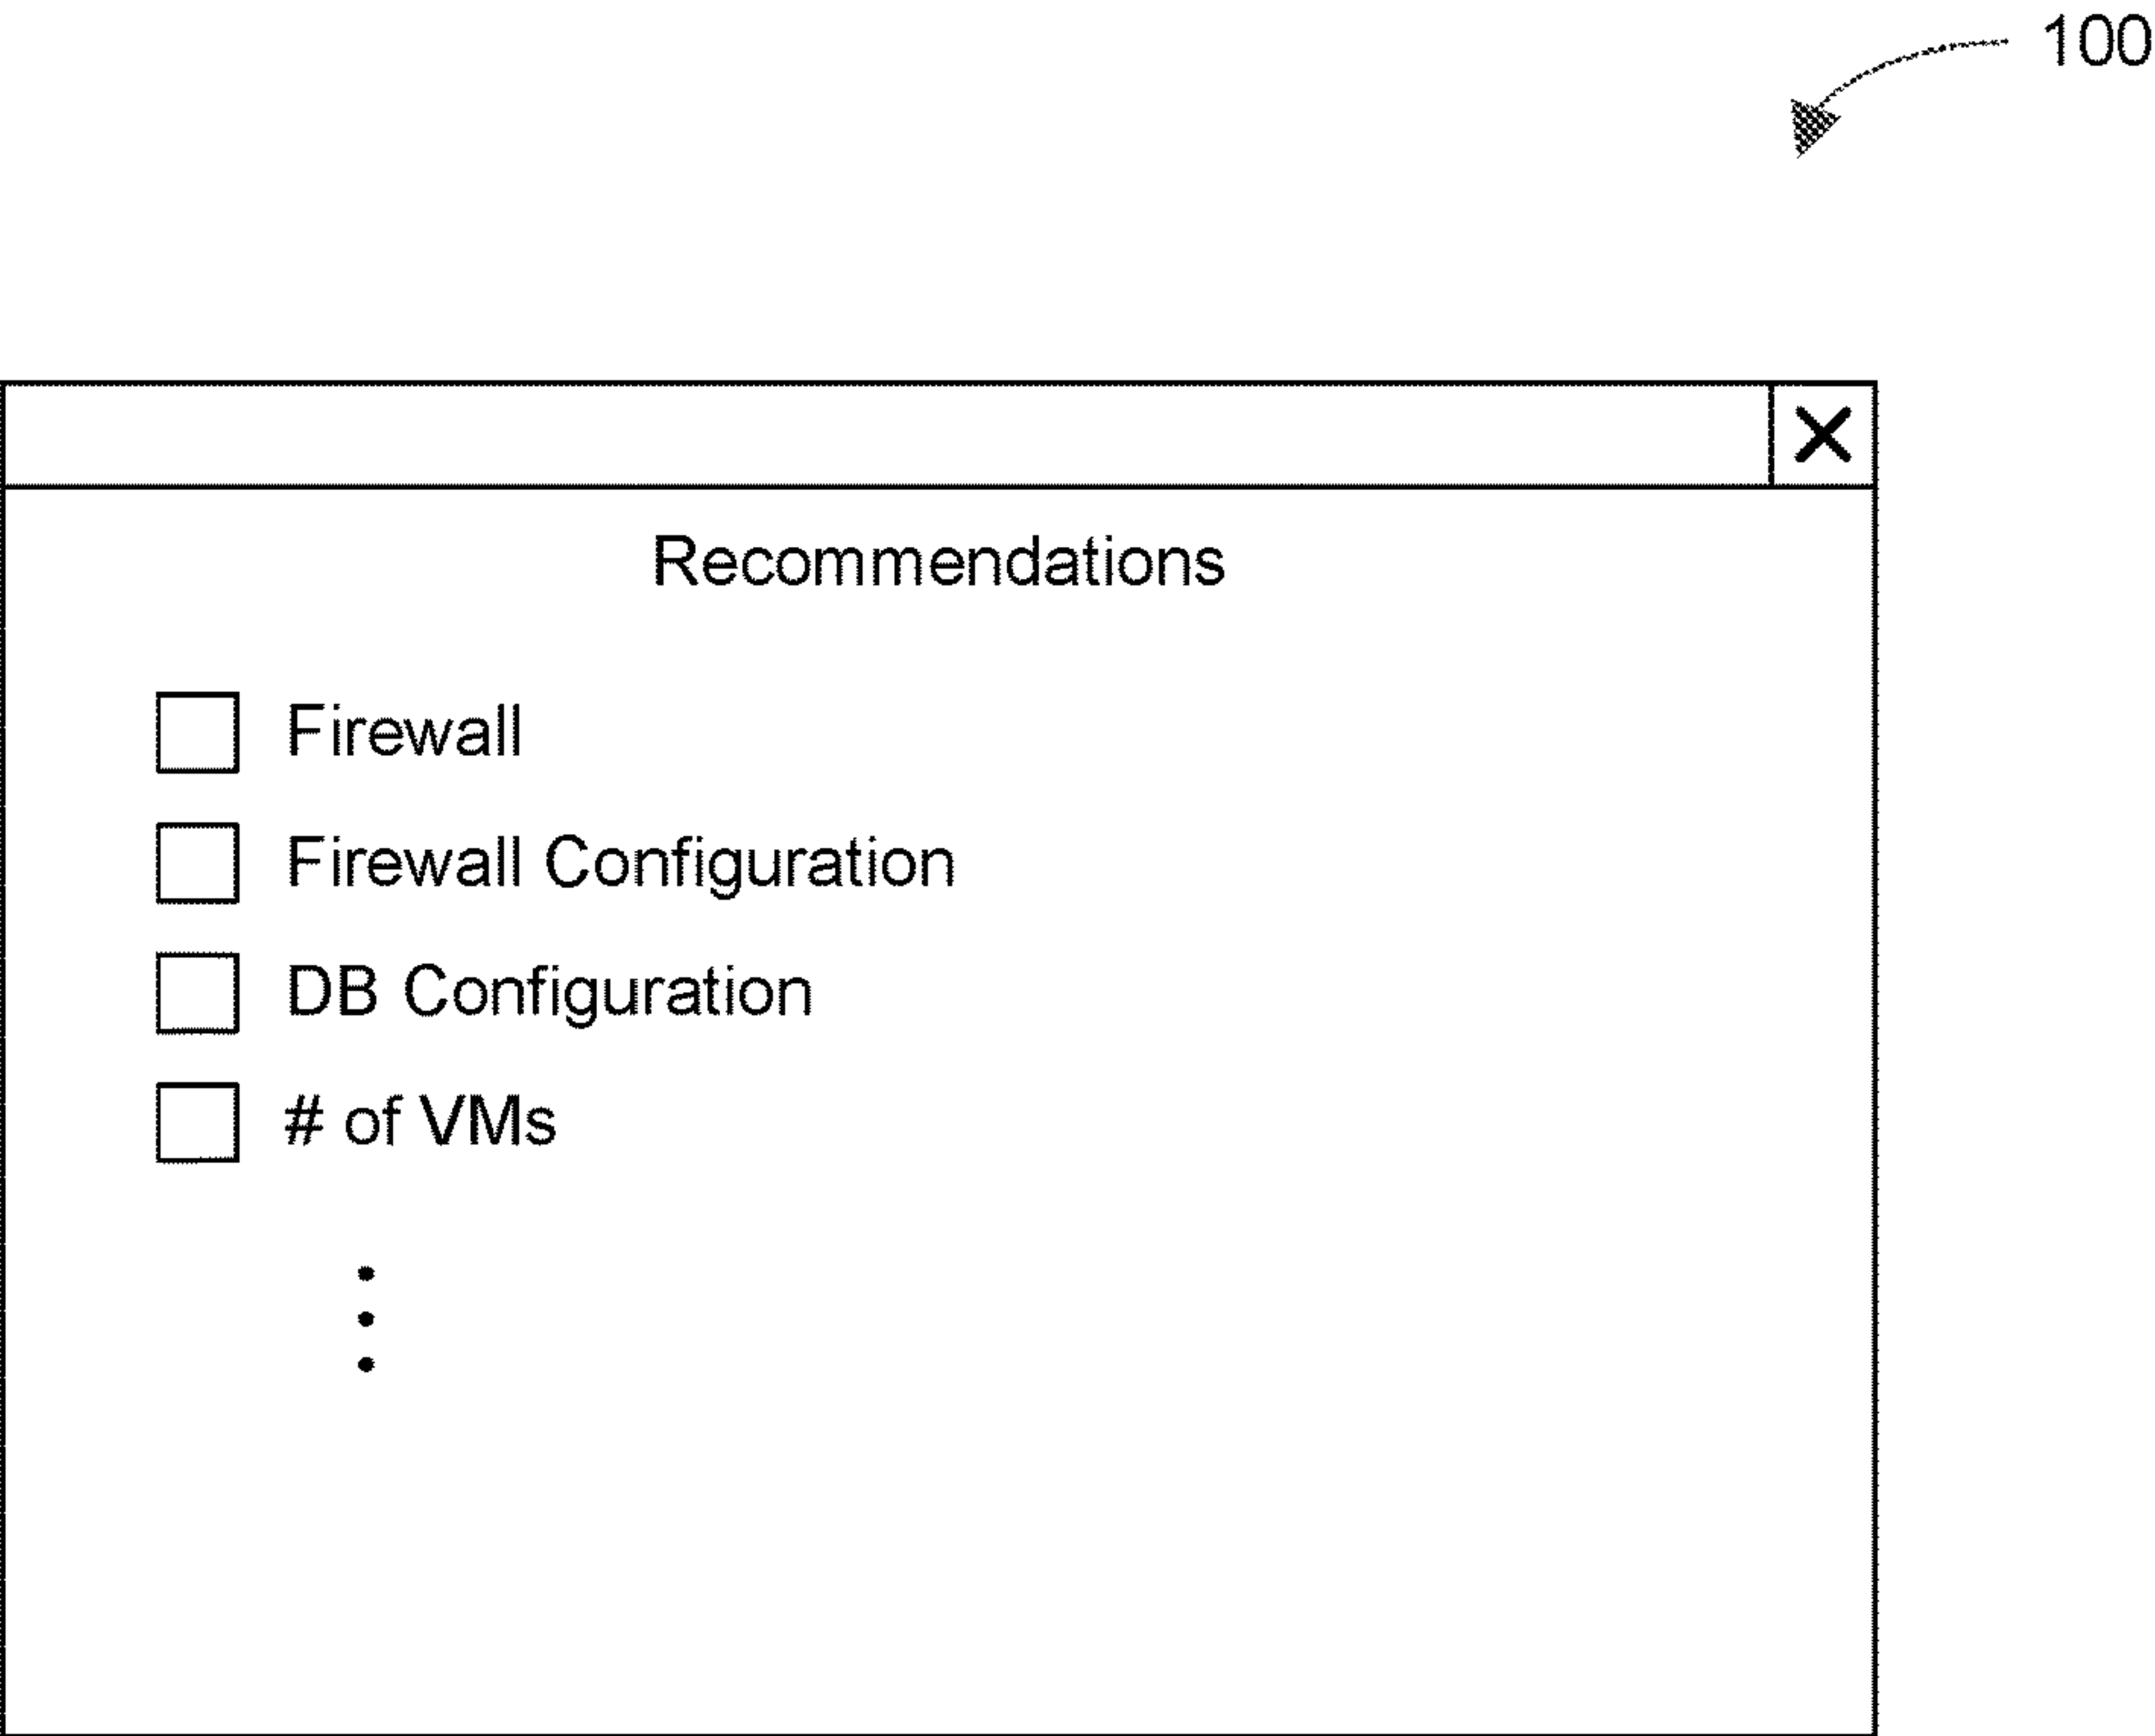 100
Recommendations
Firewall
Firewall Configuration
DB Configuration
# of VMs